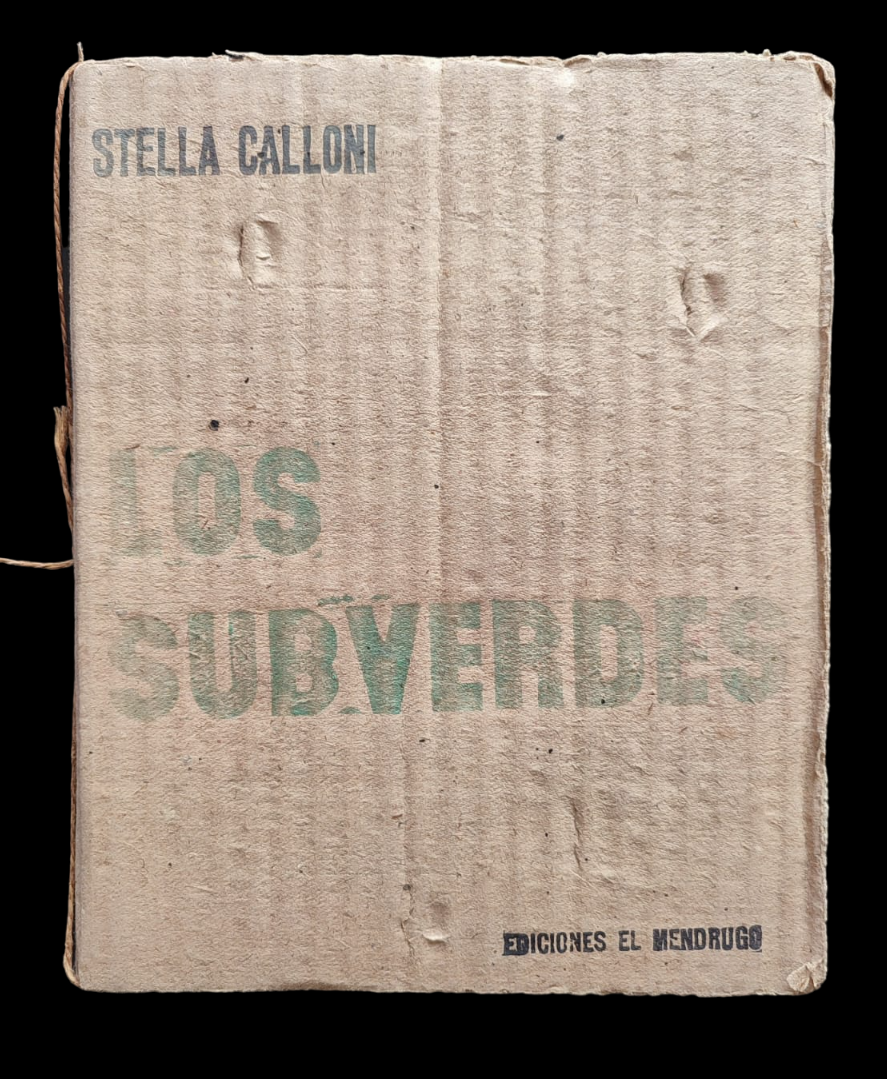 STELLA CALLONI
LOS
SUBVERDES
EDICIONES EL MENDRUGO